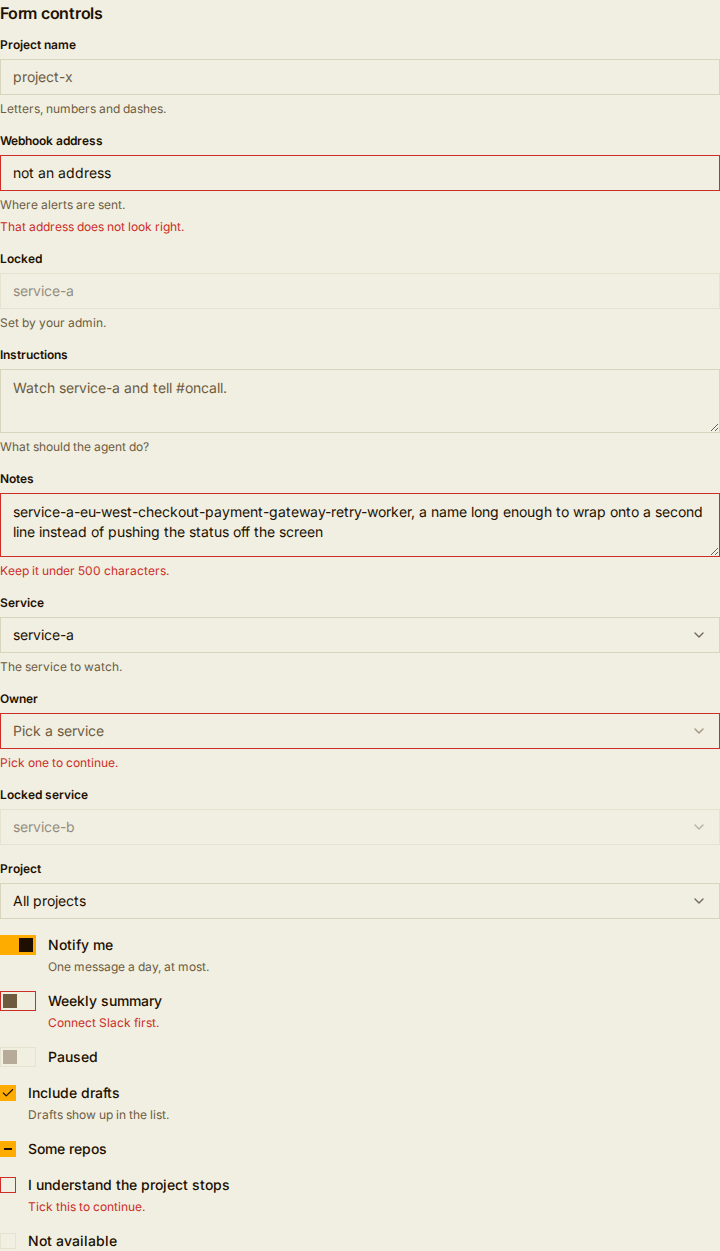 Form controls
Project name
project-x
Letters, numbers and dashes.
Webhook address
not an address
Where alerts are sent.
That address does not look right.
Locked
service-a
Set by your admin.
Instructions
Watch service-a and tell #oncall.
What should the agent do?
Notes
service-a-eu-west-checkout-payment-gateway-retry-worker, a name long enough to wrap onto a second
line instead of pushing the status off the screen
Keep it under 500 characters.
Service
service-a
The service to watch.
Owner
Pick a service
Pick one to continue.
Locked service
service-b
Project
All projects
Notify me
One message a day, at most.
Weekly summary
Connect Slack first.
Paused
Include drafts
Drafts show up in the list.
Some repos
I understand the project stops
Tick this to continue.
Not available